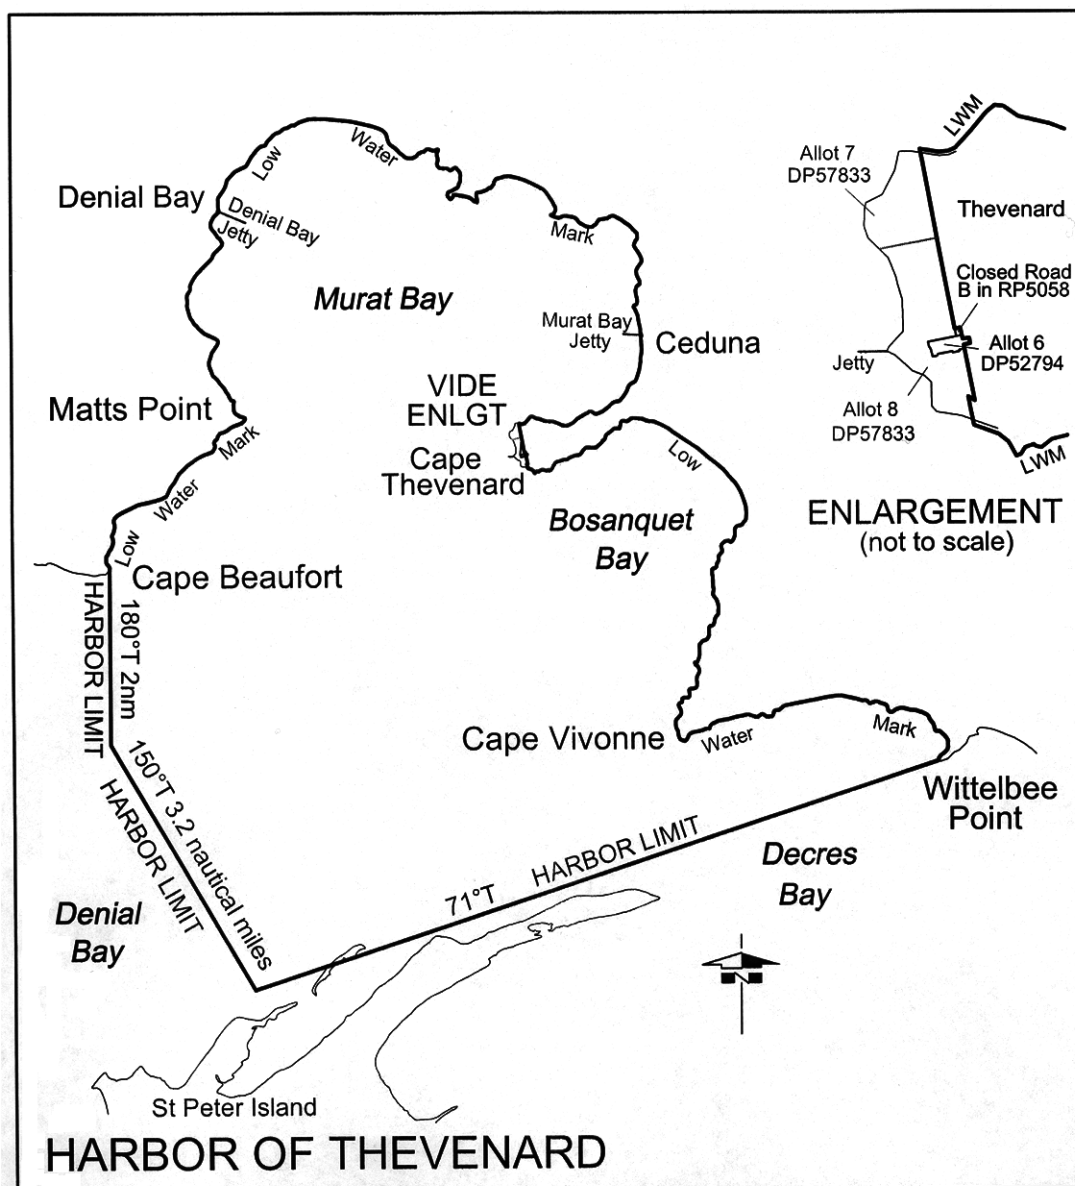 Low
Water
Mark
Denial Bay
Denial Bay
Jetty
Murat Bay
Murat Bay
Jetty
Ceduna
VIDE
ENLGT
Cape
Thevenard
Matts Point
Mark
Water
Low
Cape Beaufort
Low
Bosanquet
Bay
HARBOR LIMIT
180°T 2nm
150°T 3.2 nautical miles
HARBOR LIMIT
Cape Vivonne
Water
Mark
Wittelbee
Point
71°T
HARBOR LIMIT
Decres
Bay
Denial
Bay
N
St Peter Island
LWM
Allot 7
DP57833
Thevenard
Closed Road
B in RP5058
Allot 6
DP52794
Jetty
Allot 8
DP57833
LWM
ENLARGEMENT
(not to scale)
HARBOR OF THEVENARD